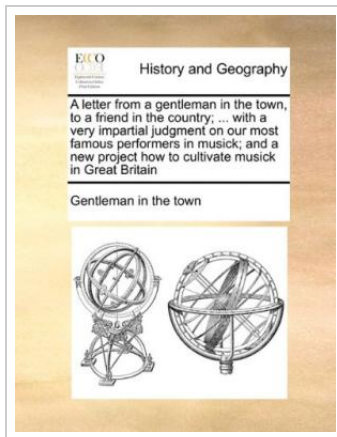 ECCO
History and Geography
A letter from a gentleman in the town,
to a friend in the country; ... with a
very impartial judgment on our most
famous performers in musick; and a
new project how to cultivate musick
in Great Britain
Gentleman in the town